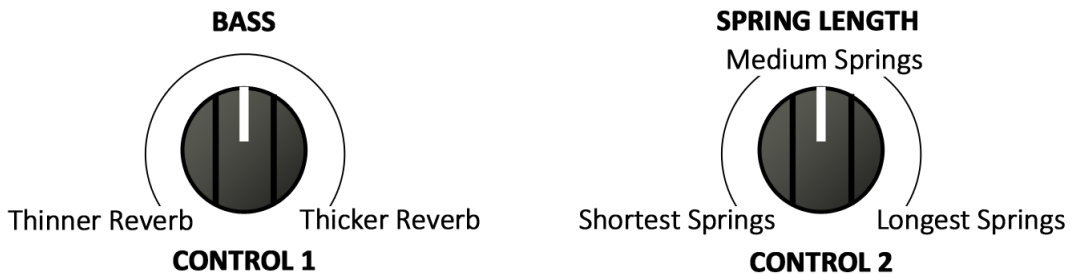 BASS
Thinner Reverb
Thicker Reverb
CONTROL 1
SPRING LENGTH
Medium Springs
Shortest Springs
Longest Springs
CONTROL 2